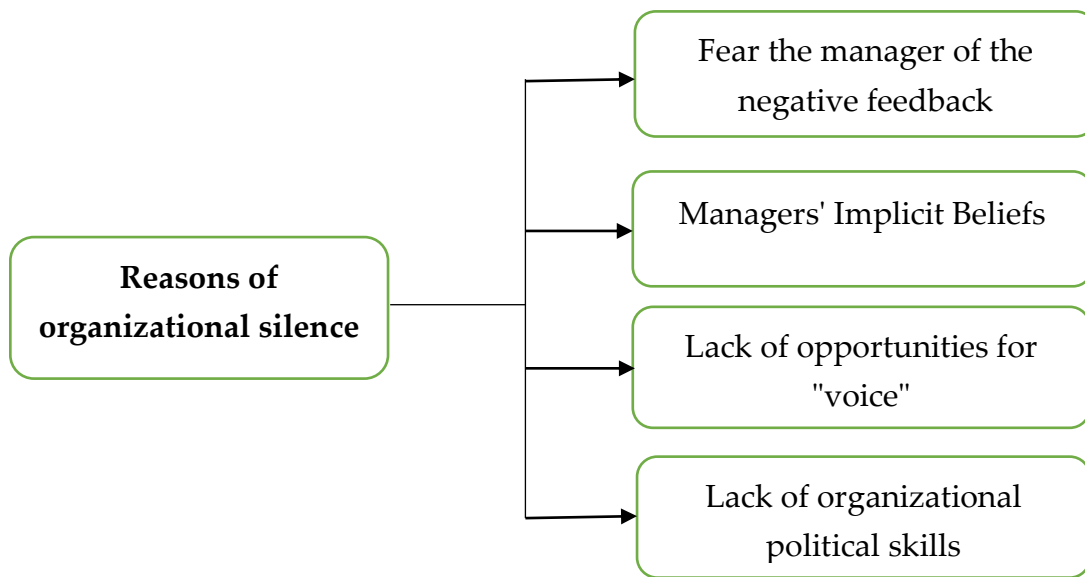 Fear the manager of the
negative feedback
Managers' Implicit Beliefs
Reasons of
organizational silence
Lack of opportunities for
"voice"
Lack of organizational
political skills